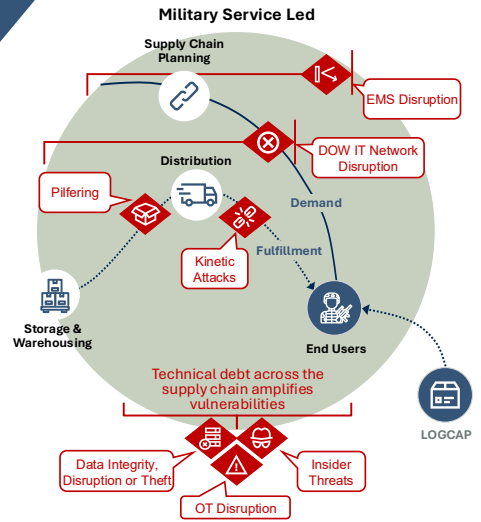 Military Service Led
Supply Chain
Planning
EMS Disruption
DOW IT Network
Disruption
Distribution
Pilfering
Demand
Fulfillment
Kinetic
Attacks
Storage &
Warehousing
End Users
Technical debt across the
supply chain amplifies
vulnerabilities
LOGCAP
Data Integrity,
Disruption or Theft
Insider
Threats
OT Disruption